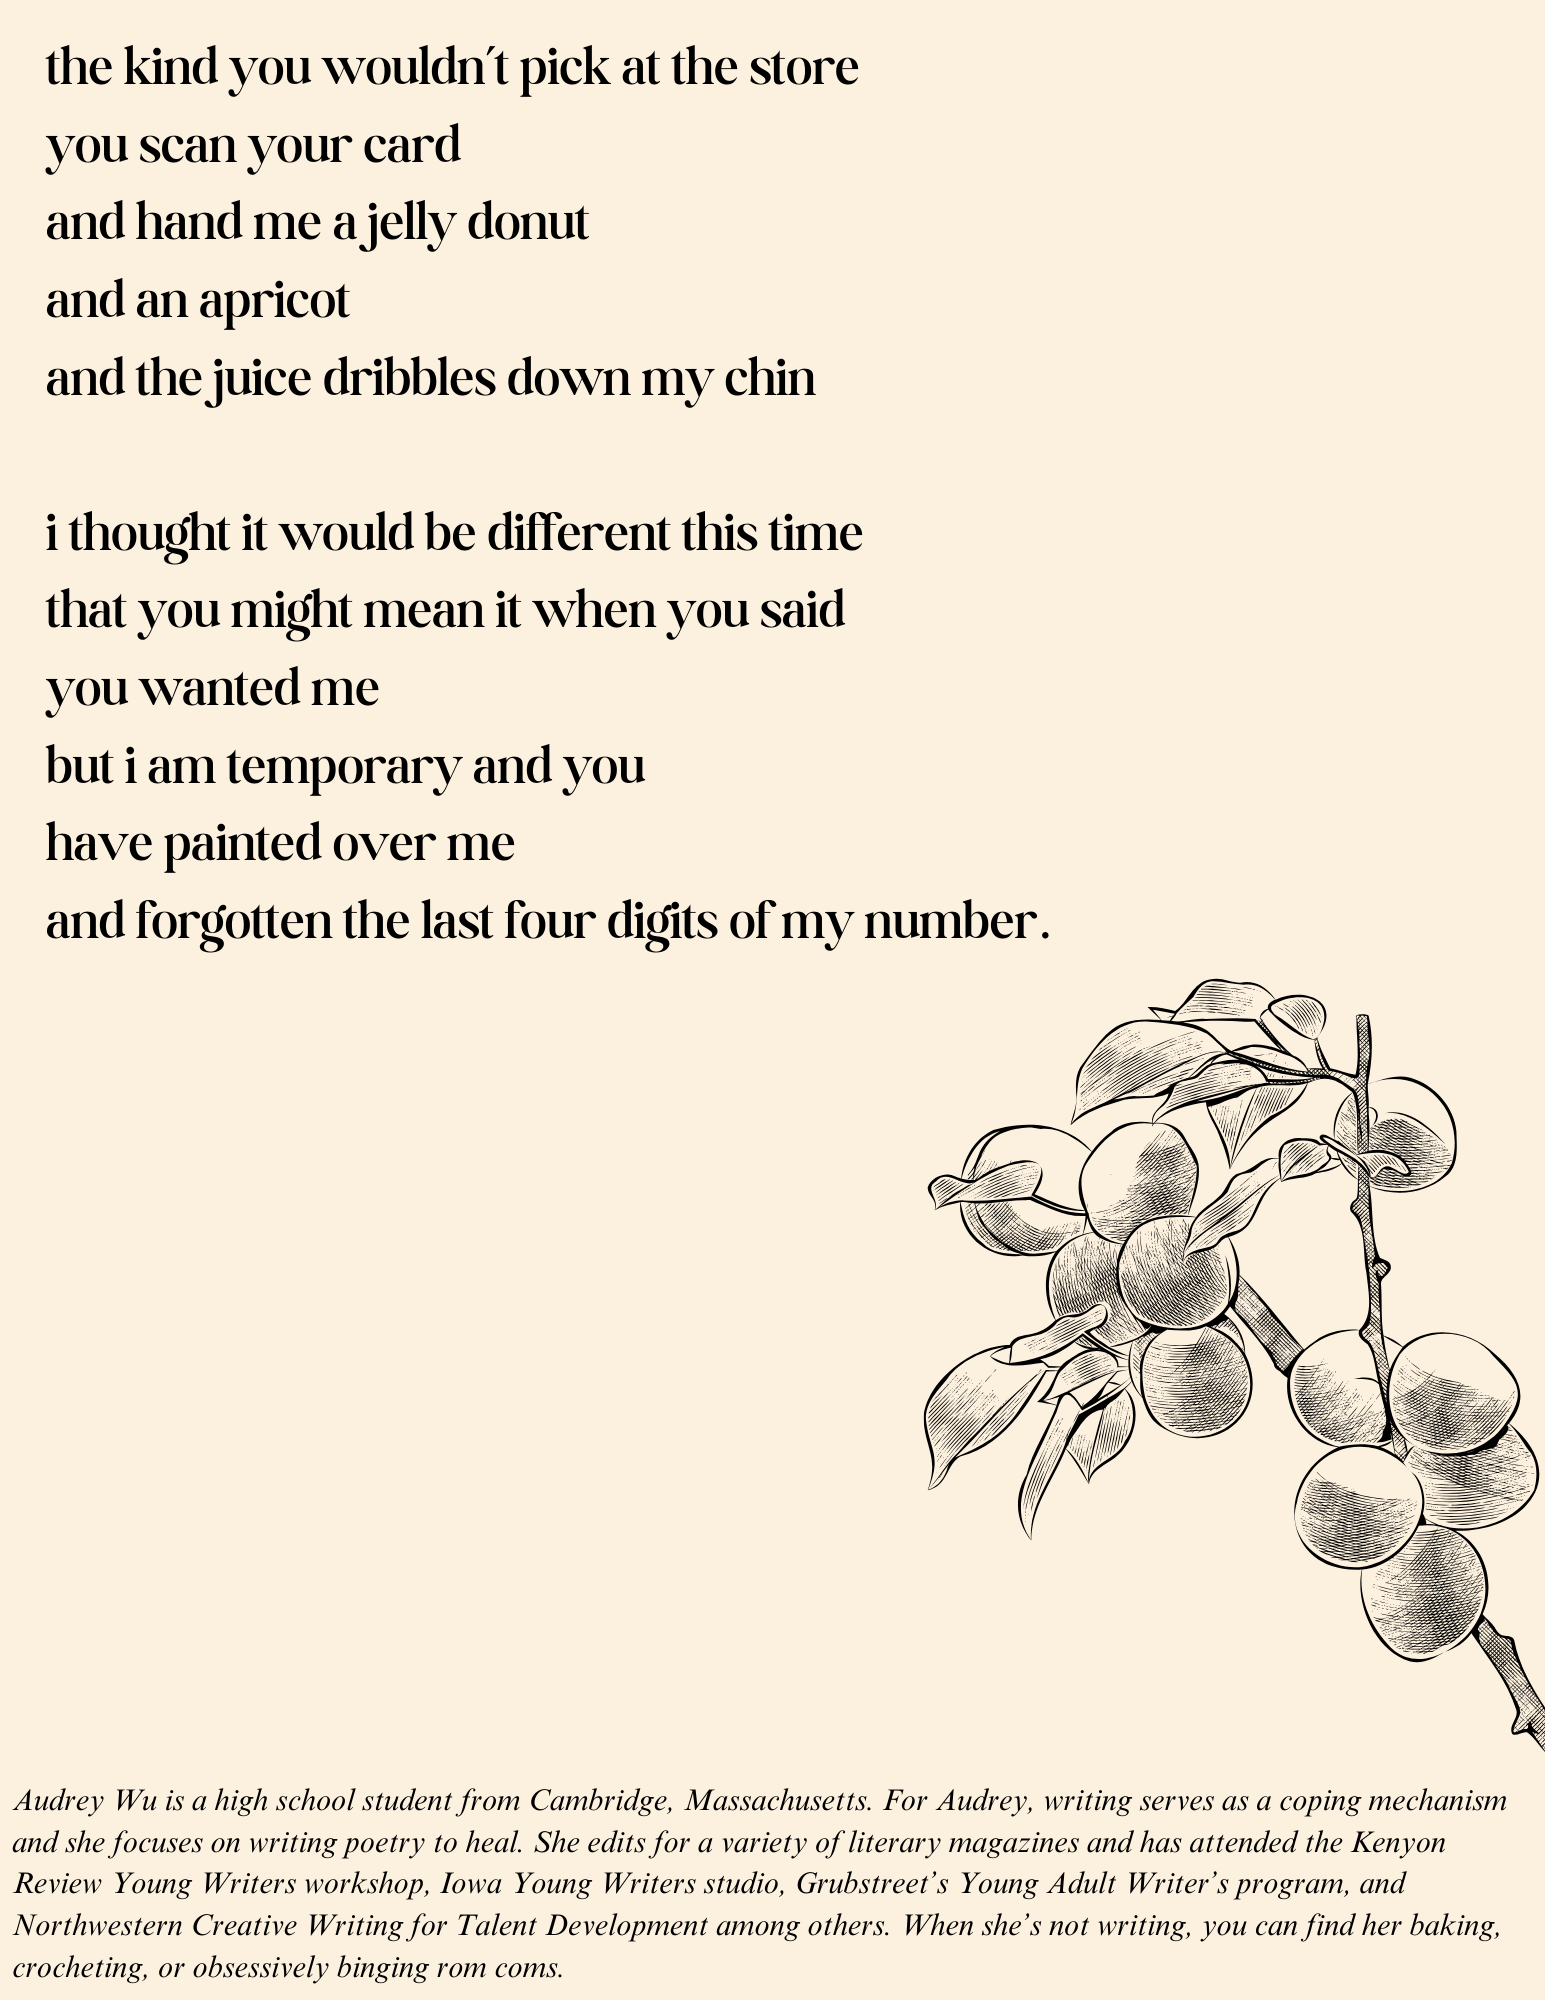 the kind you wouldn´t pick at the store
you scan your card
and hand me a jelly donut
and an apricot
and the juice dribbles down my chin
i thought it would be different this time
that you might mean it when you said
you wanted me
but i am temporary and you
have painted over me
and forgotten the last four digits of my number.
Audrey Wu is a high school student from Cambridge, Massachusetts. For Audrey, writing serves as a coping mechanism
and she focuses on writing poetry to heal. She edits for a variety of literary magazines and has attended the Kenyon
Review Young Writers workshop, Iowa Young Writers studio, Grubstreet’s Young Adult Writer’s program, and
Northwestern Creative Writing for Talent Development among others. When she’s not writing, you can find her baking,
crocheting, or obsessively binging rom coms.